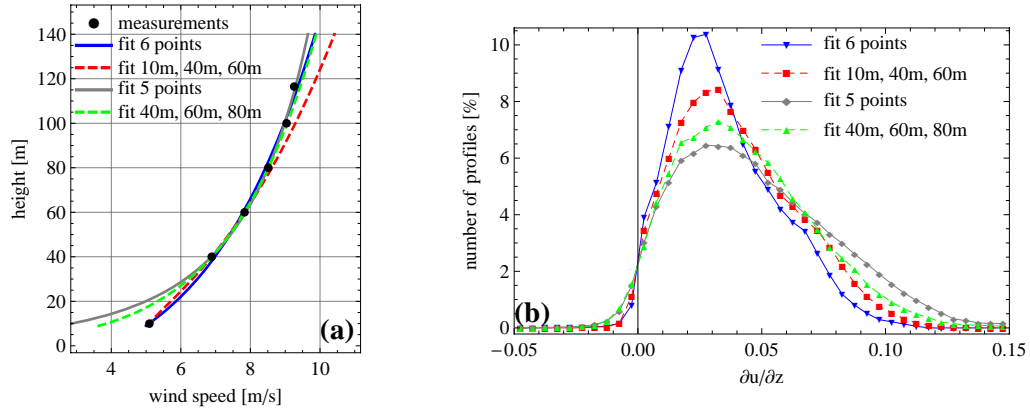 measurements
fit 6 points
fit 10m, 40m, 60m
fit 5 points
fit 40m, 60m, 80m
140
120
100
80
60
40
20
0
height [m]
4 6 8 10
wind speed [m/s]
(a)
fit 6 points
fit 10m, 40m, 60m
fit 5 points
fit 40m, 60m, 80m
10
8
6
4
2
0
number of profiles [%]
−0.05 0.00 0.05 0.10 0.15
∂u/∂z
(b)